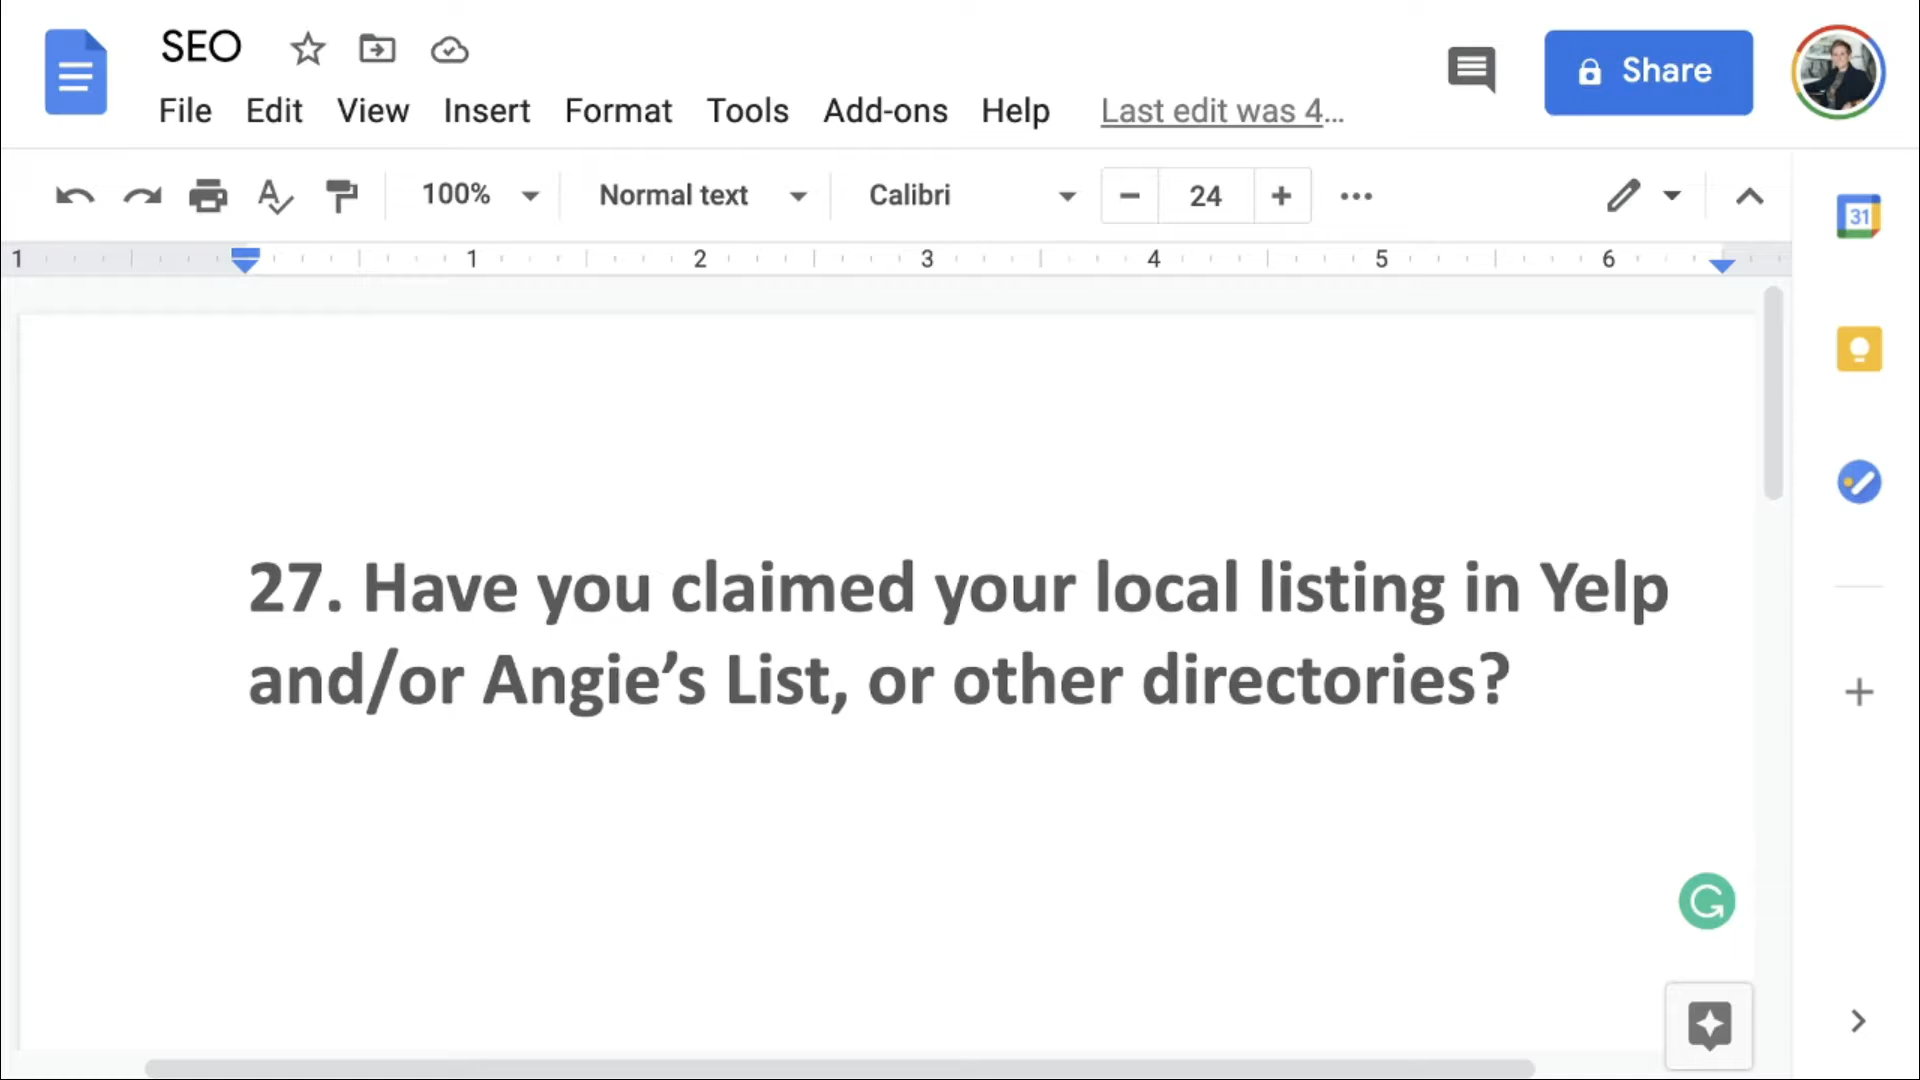 SEO
File Edit View Insert Format Tools Add-ons Help Last edit was 4...
Share
100% Normal text Calibri 24
31
1 1 2 3 4 5 6
27. Have you claimed your local listing in Yelp
and/or Angie’s List, or other directories?